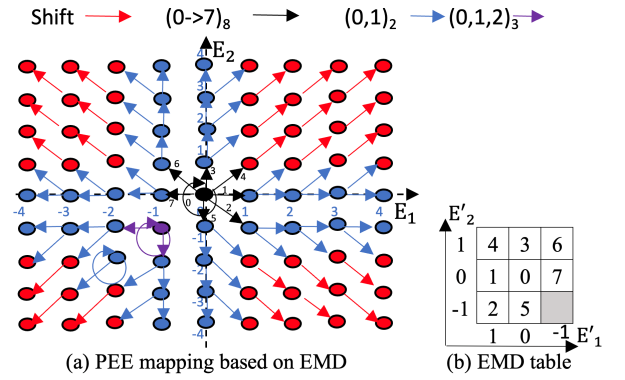 Shift (0->7)₈ (0,1)₂ (0,1,2)₃
E₂
4
3
2
1
6 3 4
-4 -3 -2 -1 7 0 1 1 2 3 4 E₁
2
5
-1
-2
-3
-4
E'₂
1 4 3 6
0 1 0 7
-1 2 5
1 0 -1 E'₁
(a) PEE mapping based on EMD (b) EMD table